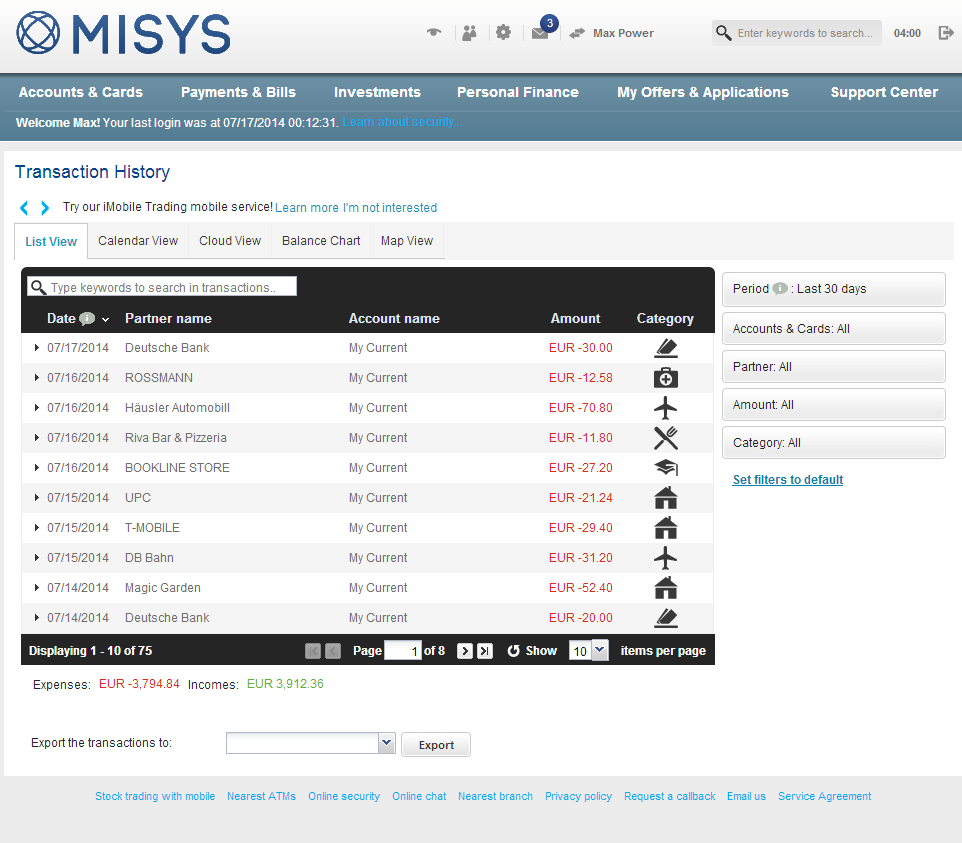 MISYS
3
Max Power
Enter keywords to search...
04:00
Accounts & Cards Payments & Bills Investments Personal Finance My Offers & Applications Support Center
Welcome Max! Your last login was at 07/17/2014 00:12:31. Learn about security...
Transaction History
Try our iMobile Trading mobile service! Learn more I'm not interested
List View Calendar View Cloud View Balance Chart Map View
Type keywords to search in transactions..
Date i Partner name Account name Amount Category
07/17/2014 Deutsche Bank My Current EUR -30.00
07/16/2014 ROSSMANN My Current EUR -12.58
07/16/2014 Häusler Automobill My Current EUR -70.80
07/16/2014 Riva Bar & Pizzeria My Current EUR -11.80
07/16/2014 BOOKLINE STORE My Current EUR -27.20
07/15/2014 UPC My Current EUR -21.24
07/15/2014 T-MOBILE My Current EUR -29.40
07/15/2014 DB Bahn My Current EUR -31.20
07/14/2014 Magic Garden My Current EUR -52.40
07/14/2014 Deutsche Bank My Current EUR -20.00
Displaying 1 - 10 of 75 Page 1 of 8 Show 10 items per page
Period i : Last 30 days
Accounts & Cards: All
Partner: All
Amount: All
Category: All
Set filters to default
Expenses: EUR -3,794.84 Incomes: EUR 3,912.36
Export the transactions to: Export
Stock trading with mobile Nearest ATMs Online security Online chat Nearest branch Privacy policy Request a callback Email us Service Agreement